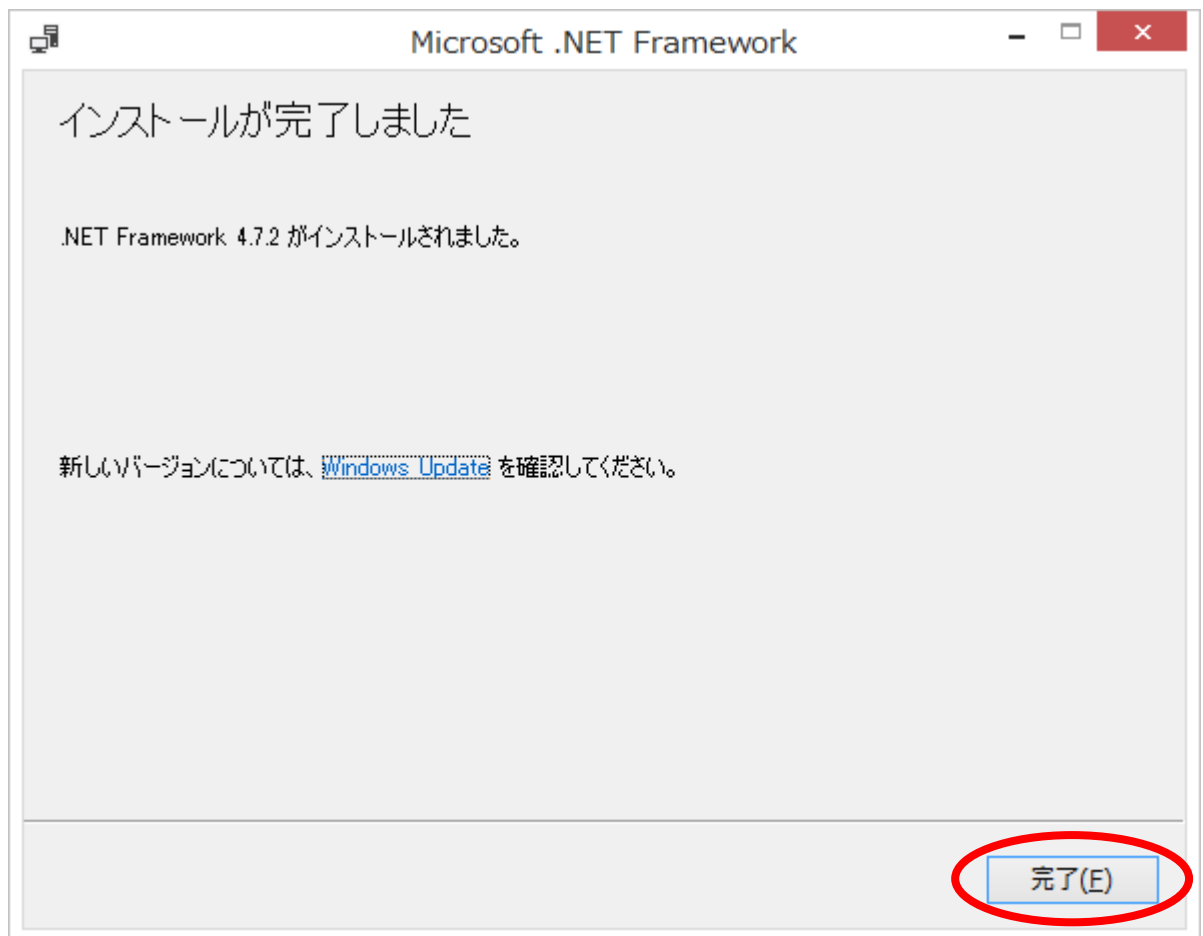 Microsoft .NET Framework
インストールが完了しました
.NET Framework 4.7.2 がインストールされました。
新しいバージョンについては、Windows Update を確認してください。
完了(F)